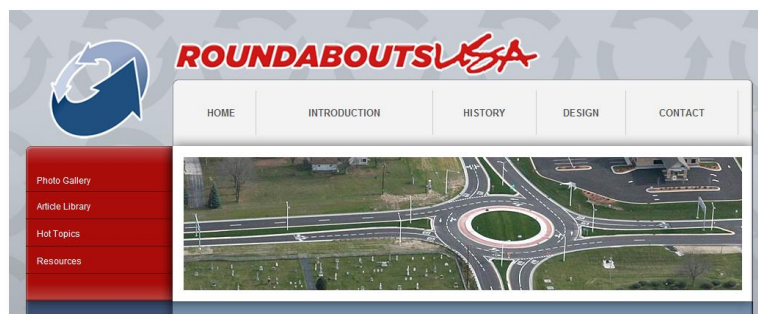 ROUNDABOUTSUSA
HOME INTRODUCTION HISTORY DESIGN CONTACT
Photo Gallery
Article Library
Hot Topics
Resources